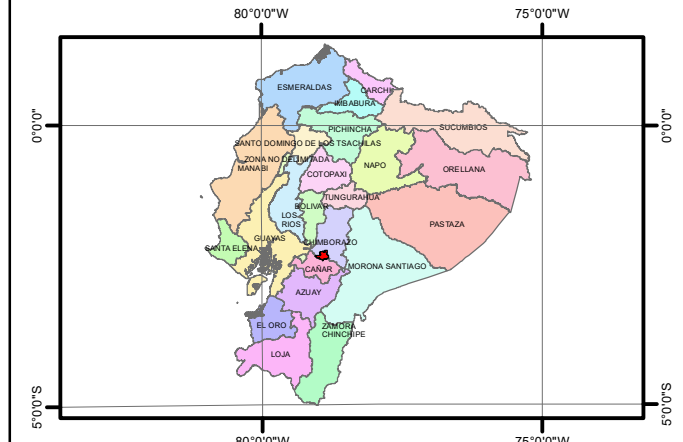 80°0'0"W
75°0'0"W
ESMERALDAS
CARCHI
IMBABURA
0°0'0"
0°0'0"
SUCUMBIOS
PICHINCHA
SANTO DOMINGO DE LOS TSACHILAS
ZONA NO DELIMITADA
MANABI
NAPO
ORELLANA
COTOPAXI
TUNGURAHUA
BOLIVAR
LOS
RIOS
PASTAZA
GUAYAS
CHIMBORAZO
SANTA ELENA
CAÑAR
MORONA SANTIAGO
AZUAY
EL ORO
ZAMORA
CHINCHIPE
LOJA
5°0'0"S
5°0'0"S
80°0'0"W
75°0'0"W